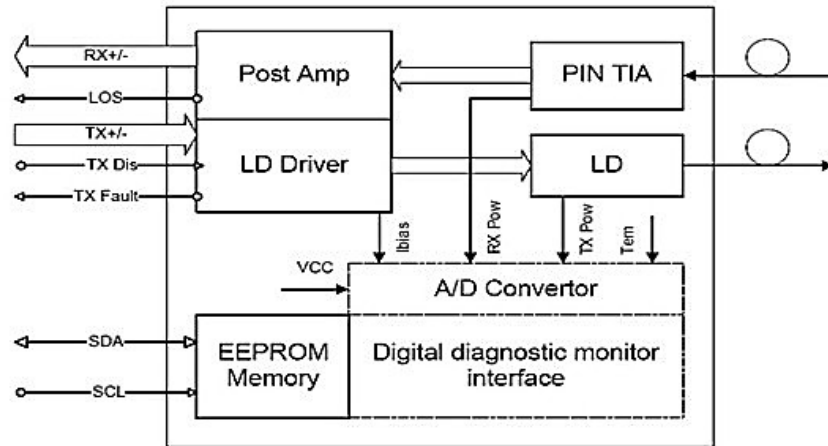 RX+/-
Post Amp
PIN TIA
LOS
TX+/-
TX Dis
LD Driver
LD
TX Fault
Ibias
RX Pow
TX Pow
Tem
VCC
A/D Convertor
SDA
EEPROM
Memory
Digital diagnostic monitor
interface
SCL